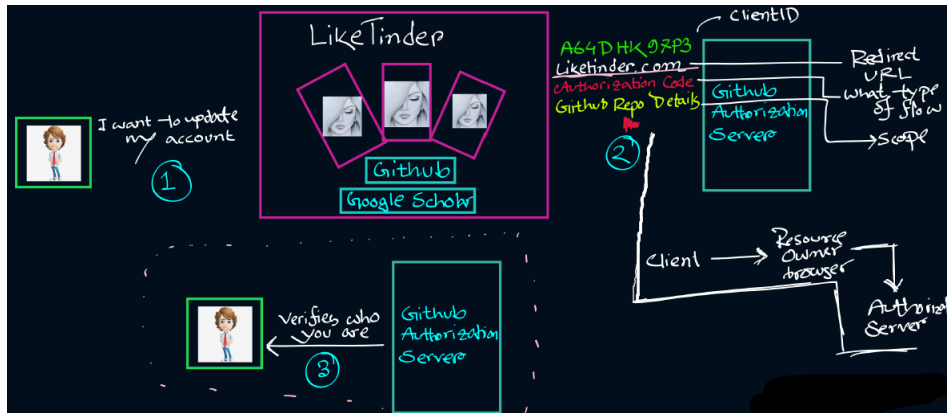 LikeTinder
Github
Google Scholar
I want to update
my account
1
clientID
A64DHK97P3
Liketinder.com
Authorization Code
Github Repo Details
2
Github
Authorization
Server
Redirect
URL
what type
of flow
Scope
Client
Resource
Owner
browser
Authoriza
Server
Verifies who
you are
3
Github
Authorization
Server